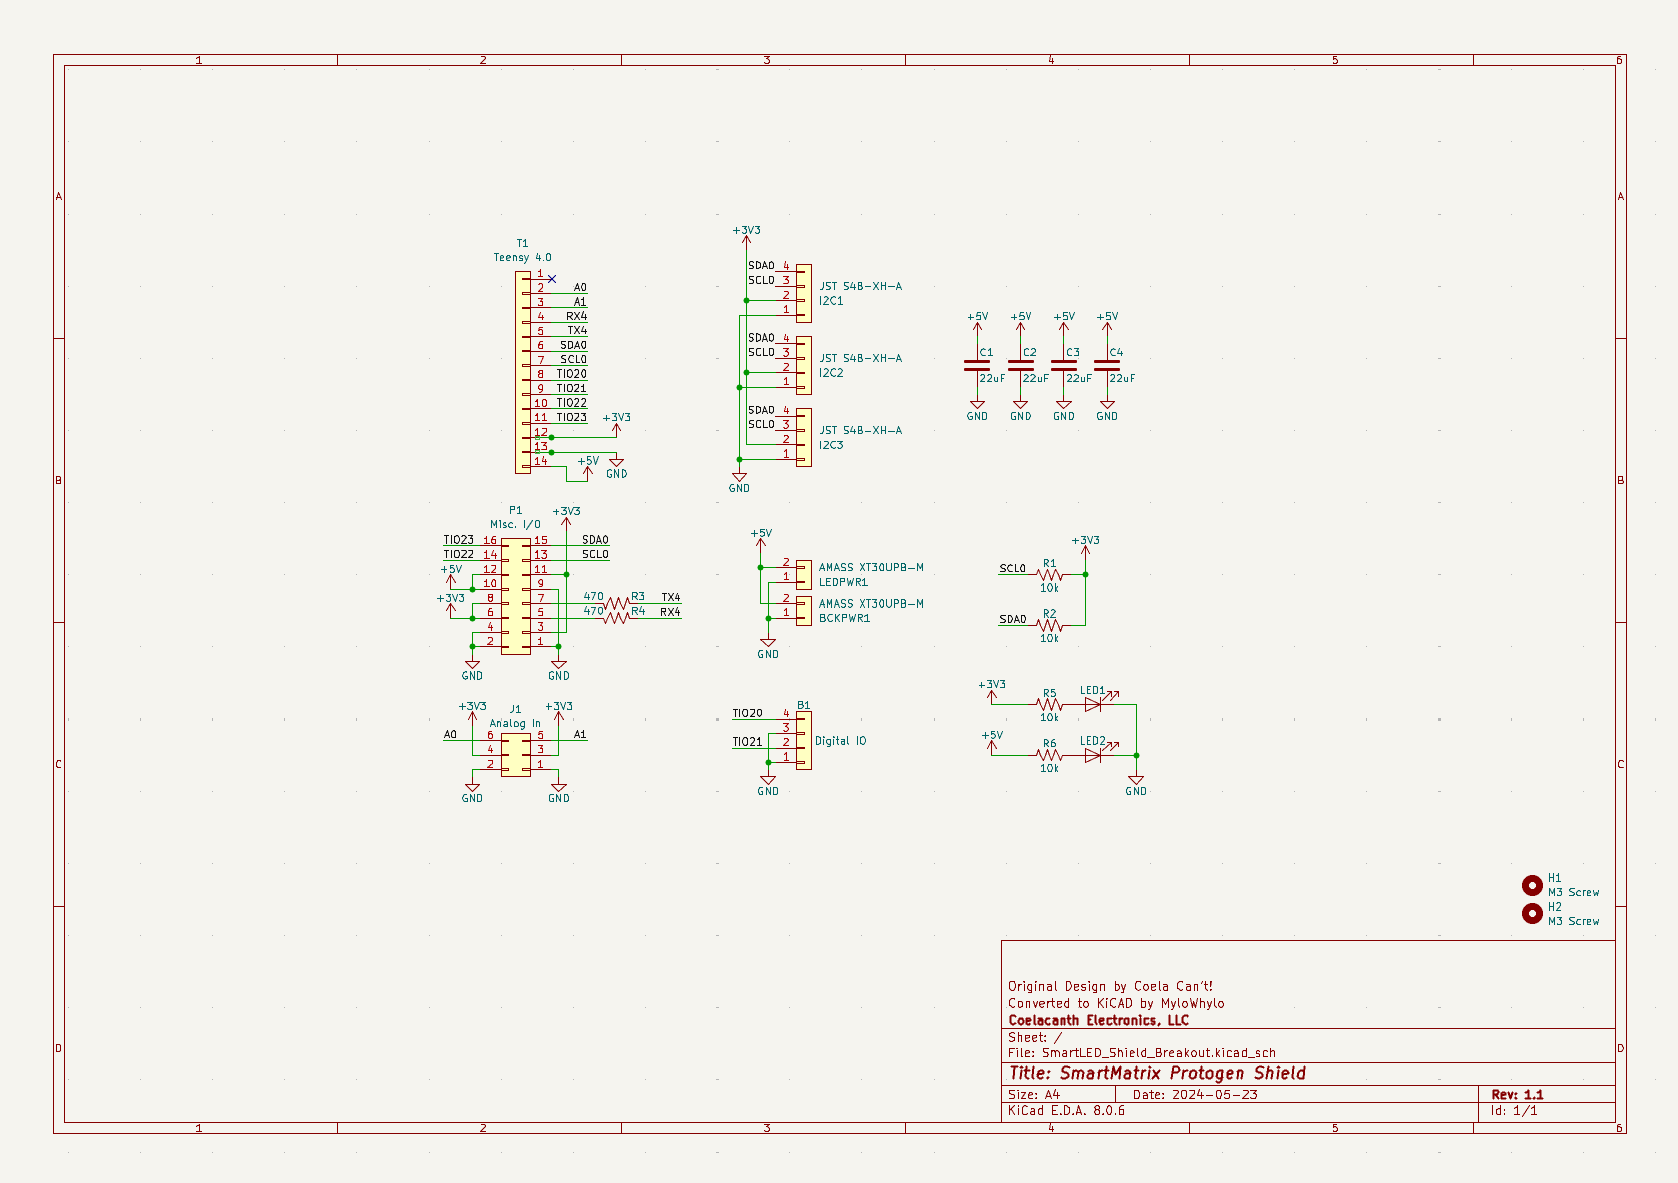 1 2 3 4 5 6
A
B
C
D
A
B
C
D
T1
Teensy 4.0
1
2 A0
3 A1
4 RX4
5 TX4
6 SDA0
7 SCL0
8 TIO20
9 TIO21
10 TIO22
11 TIO23
12 +3V3
13 GND
14 +5V
+3V3
SDA0 4
SCL0 3
2
1
JST S4B-XH-A
I2C1
SDA0 4
SCL0 3
2
1
JST S4B-XH-A
I2C2
SDA0 4
SCL0 3
2
1
JST S4B-XH-A
I2C3
GND
+5V +5V +5V +5V
C1 C2 C3 C4
22uF 22uF 22uF 22uF
GND GND GND GND
P1
Misc. I/O
+3V3
TIO23 16 15 SDA0
TIO22 14 13 SCL0
+5V 12 11
10 9
+3V3 8 7 470 R3 TX4
6 5 470 R4 RX4
4 3
2 1
GND GND
+5V
2
1
AMASS XT30UPB-M
LEDPWR1
2
1
AMASS XT30UPB-M
BCKPWR1
GND
+3V3
SCL0 R1
10k
SDA0 R2
10k
+3V3 J1 +3V3
Analog In
A0 6 5 A1
4 3
2 1
GND GND
B1
TIO20 4
3
TIO21 2
1
Digital IO
GND
+3V3 R5 LED1
10k
+5V R6 LED2
10k
GND
H1
M3 Screw
H2
M3 Screw
Original Design by Coela Can't!
Converted to KiCAD by MyloWhylo
Coelacanth Electronics, LLC
Sheet: /
File: SmartLED_Shield_Breakout.kicad_sch
Title: SmartMatrix Protogen Shield
Size: A4 Date: 2024-05-23 Rev: 1.1
KiCad E.D.A. 8.0.6 Id: 1/1
1 2 3 4 5 6